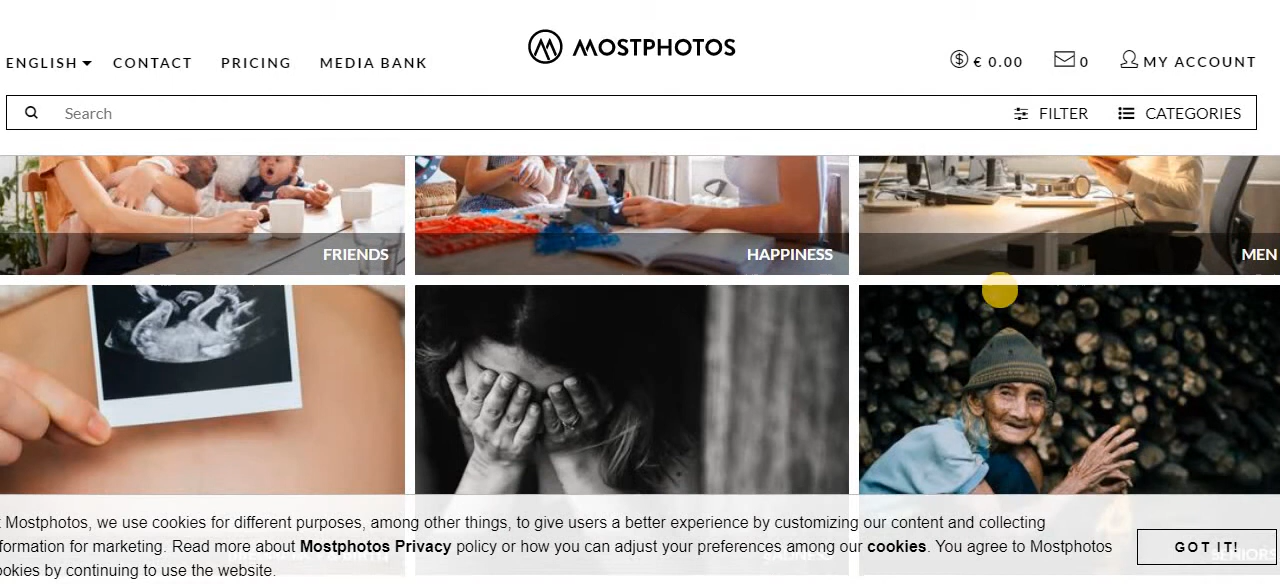 MOSTPHOTOS
ENGLISH CONTACT PRICING MEDIA BANK
€ 0.00 0 MY ACCOUNT
Search FILTER CATEGORIES
FRIENDS HAPPINESS MEN
Mostphotos, we use cookies for different purposes, among other things, to give users a better experience by customizing our content and collecting
formation for marketing. Read more about Mostphotos Privacy policy or how you can adjust your preferences among our cookies. You agree to Mostphotos
ookies by continuing to use the website.
GOT IT!
SENIORS